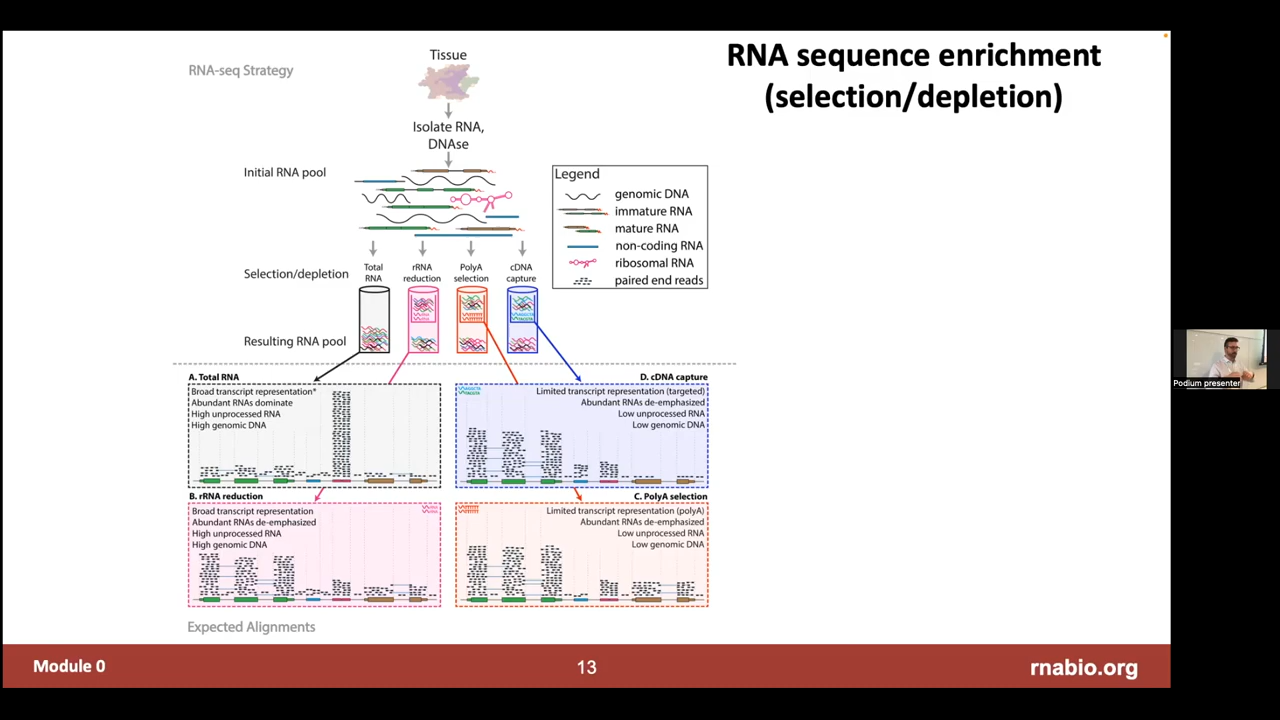 RNA sequence enrichment
(selection/depletion)
RNA-seq Strategy
Tissue
Isolate RNA,
DNAse
Initial RNA pool
Legend
genomic DNA
immature RNA
mature RNA
non-coding RNA
ribosomal RNA
paired end reads
Selection/depletion
Total
RNA
rRNA
reduction
PolyA
selection
cDNA
capture
Resulting RNA pool
A. Total RNA
Broad transcript representation*
Abundant RNAs dominate
High unprocessed RNA
High genomic DNA
D. cDNA capture
Limited transcript representation (targeted)
Abundant RNAs de-emphasized
Low unprocessed RNA
Low genomic DNA
B. rRNA reduction
Broad transcript representation
Abundant RNAs de-emphasized
High unprocessed RNA
High genomic DNA
C. PolyA selection
Limited transcript representation (polyA)
Abundant RNAs de-emphasized
Low unprocessed RNA
Low genomic DNA
Expected Alignments
Module 0
13
rnabio.org
Podium presenter